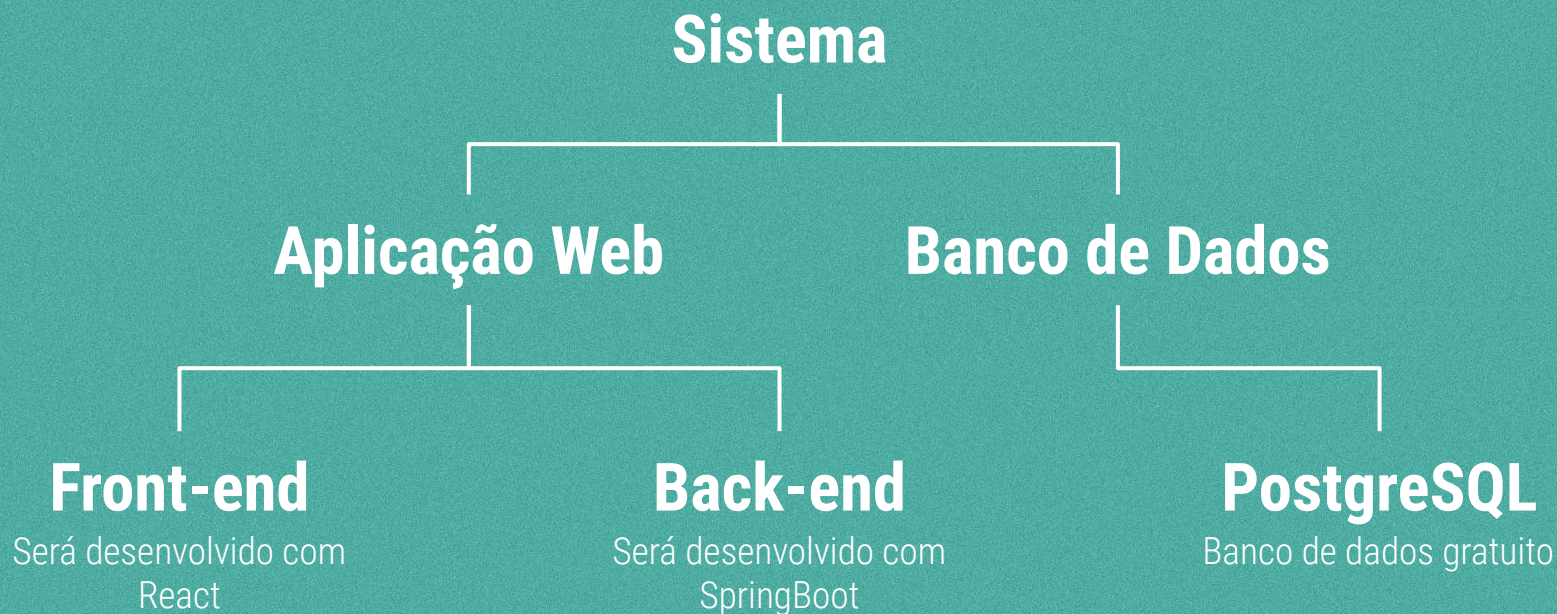 Sistema
Aplicação Web
Banco de Dados
Front-end
Será desenvolvido com
React
Back-end
Será desenvolvido com
SpringBoot
PostgreSQL
Banco de dados gratuito